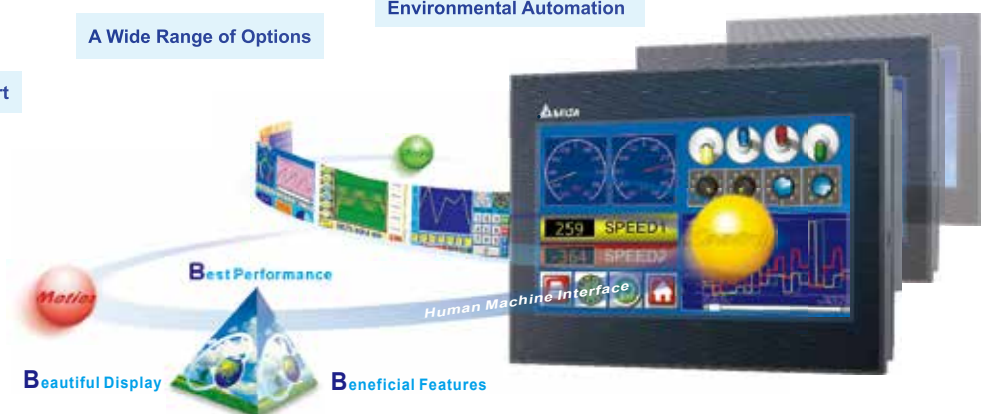 Environmental Automation
A Wide Range of Options
rt
DELTA
259 SPEED1
-364 SPEED2
Best Performance
Motion
Human Machine Interface
Beautiful Display
Beneficial Features